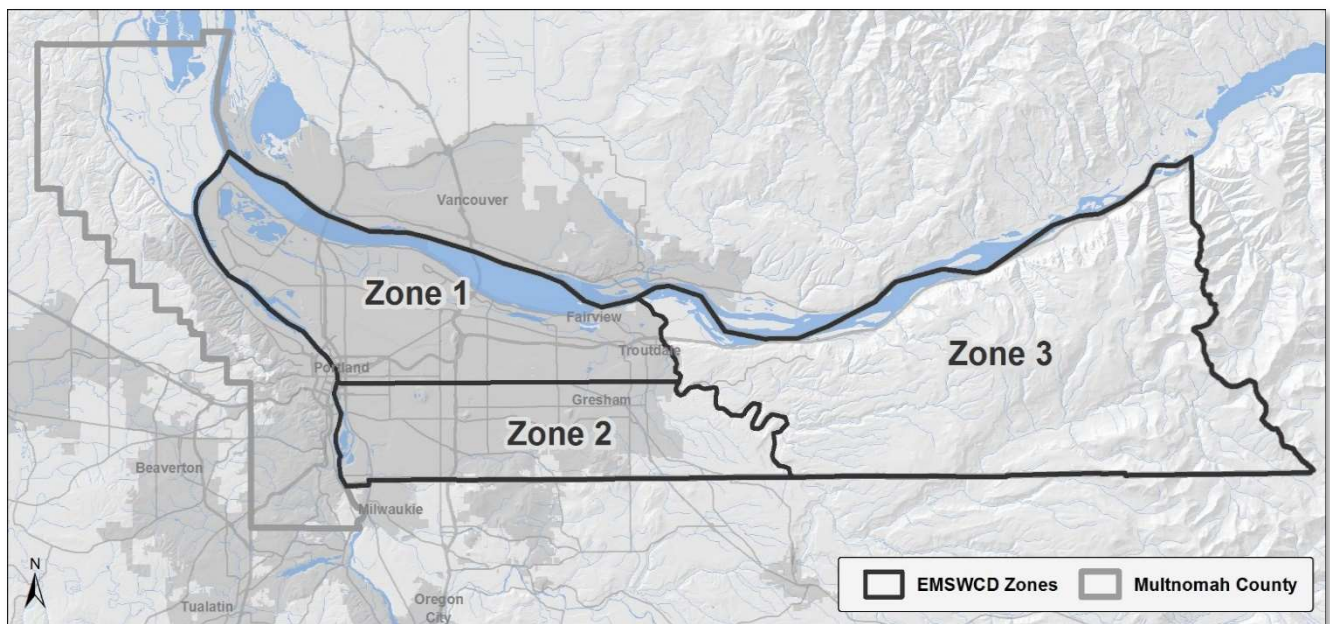 Vancouver
Zone 1
Fairview
Troutdale
Zone 3
Portland
Gresham
Zone 2
Beaverton
Milwaukie
N
EMSWCD Zones
Multnomah County
Tualatin
Oregon
City